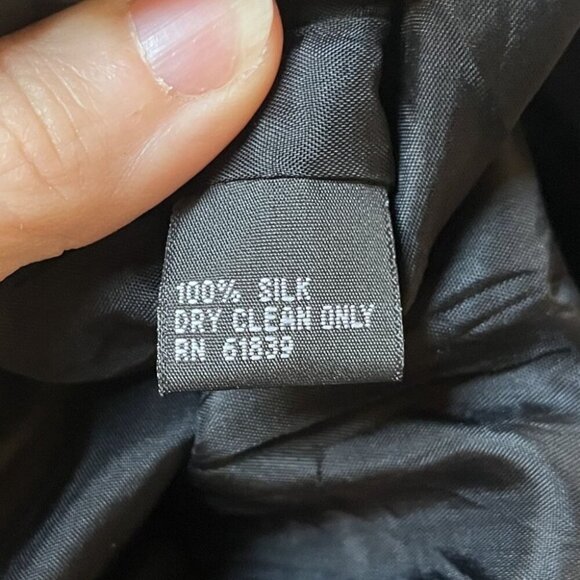 100% SILK
DRY CLEAN ONLY
RN 61839